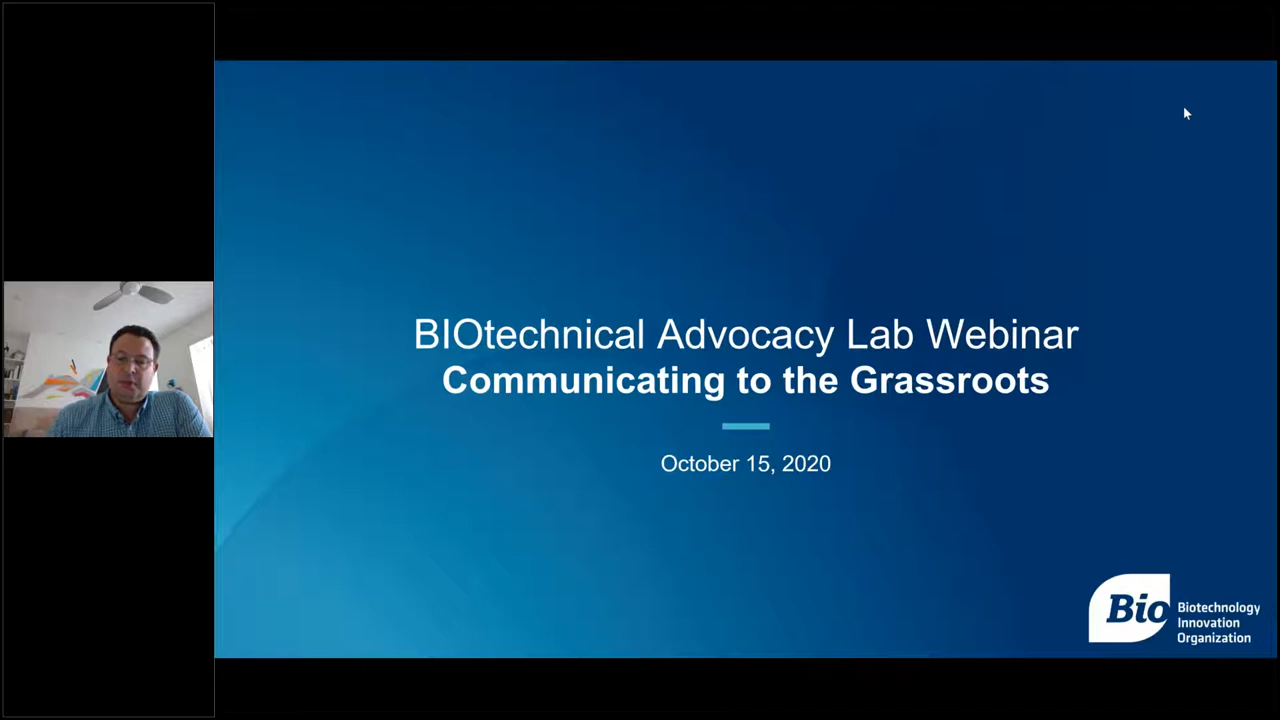 BIOtechnical Advocacy Lab Webinar
Communicating to the Grassroots
October 15, 2020
Bio
Biotechnology
Innovation
Organization